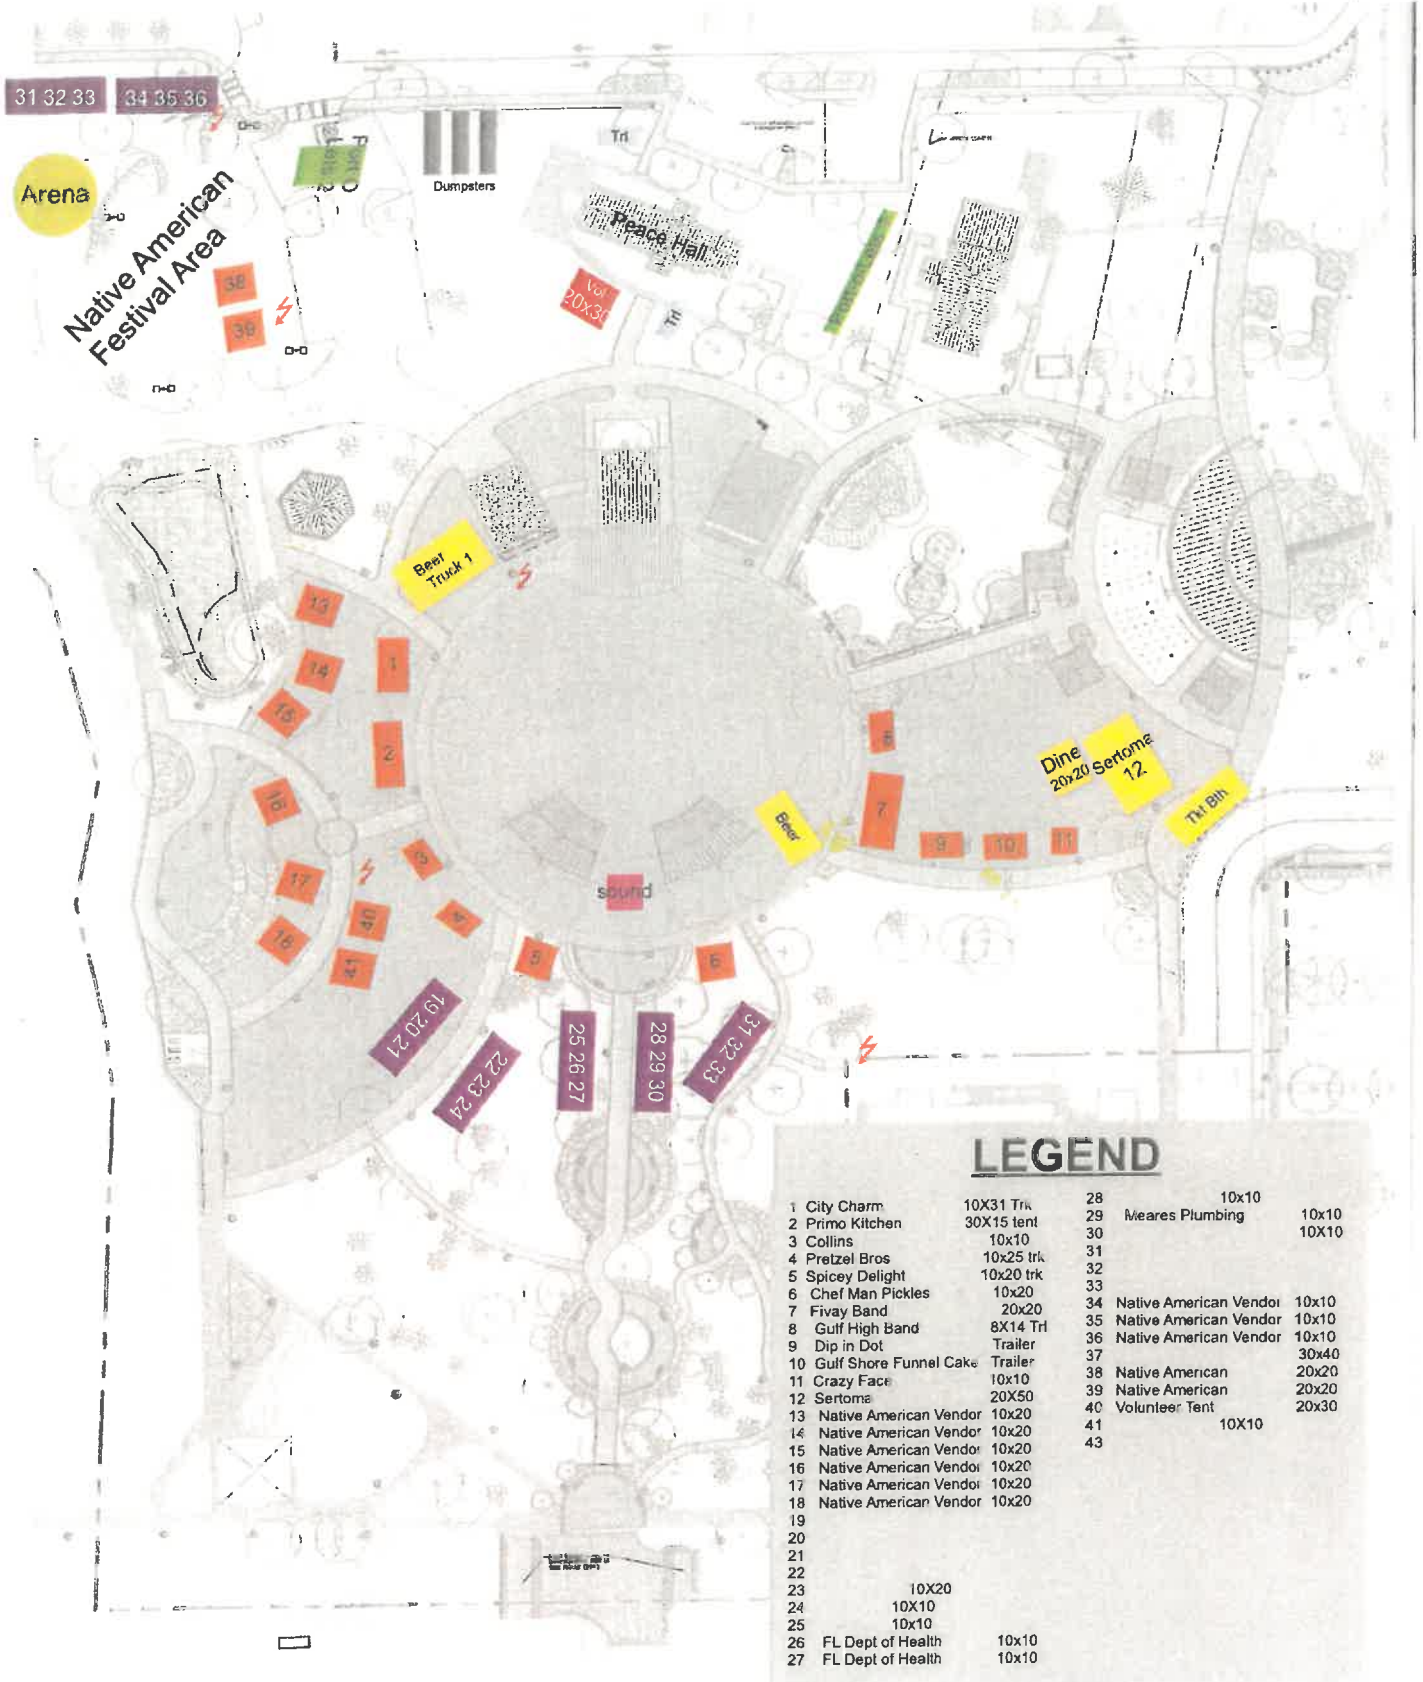 31 32 33
34 35 36
Arena
Native American
Festival Area
Dumpsters
Trl
Peace Hall
38
39
Vol
20x30
Trl
Beer
Truck 1
13
14
15
1
2
16
17
18
3
40
41
4
5
6
sound
Beer
8
7
9
10
11
Dine
20x20
Sertoma
12
Tkt Bth
19 20 21
22 23 24
25 26 27
28 29 30
31 32 33
LEGEND
1 City Charm 10X31 Trk
2 Primo Kitchen 30X15 tent
3 Collins 10x10
4 Pretzel Bros 10x25 trk
5 Spicey Delight 10x20 trk
6 Chef Man Pickles 10x20
7 Fivay Band 20x20
8 Gulf High Band 8X14 Trl
9 Dip in Dot Trailer
10 Gulf Shore Funnel Cake Trailer
11 Crazy Face 10x10
12 Sertoma 20X50
13 Native American Vendor 10x20
14 Native American Vendor 10x20
15 Native American Vendor 10x20
16 Native American Vendor 10x20
17 Native American Vendor 10x20
18 Native American Vendor 10x20
19
20
21
22
23 10X20
24 10X10
25 10x10
26 FL Dept of Health 10x10
27 FL Dept of Health 10x10
28 10x10
29 Meares Plumbing 10x10
30 10X10
31
32
33
34 Native American Vendor 10x10
35 Native American Vendor 10x10
36 Native American Vendor 10x10
37 30x40
38 Native American 20x20
39 Native American 20x20
40 Volunteer Tent 20x30
41 10X10
43